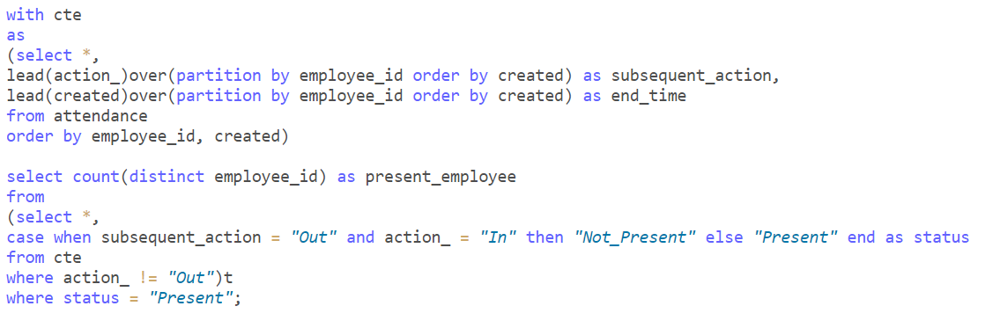 with cte
as
(select *,
lead(action_)over(partition by employee_id order by created) as subsequent_action,
lead(created)over(partition by employee_id order by created) as end_time
from attendance
order by employee_id, created)
select count(distinct employee_id) as present_employee
from
(select *,
case when subsequent_action = "Out" and action_ = "In" then "Not_Present" else "Present" end as status
from cte
where action_ != "Out")t
where status = "Present";